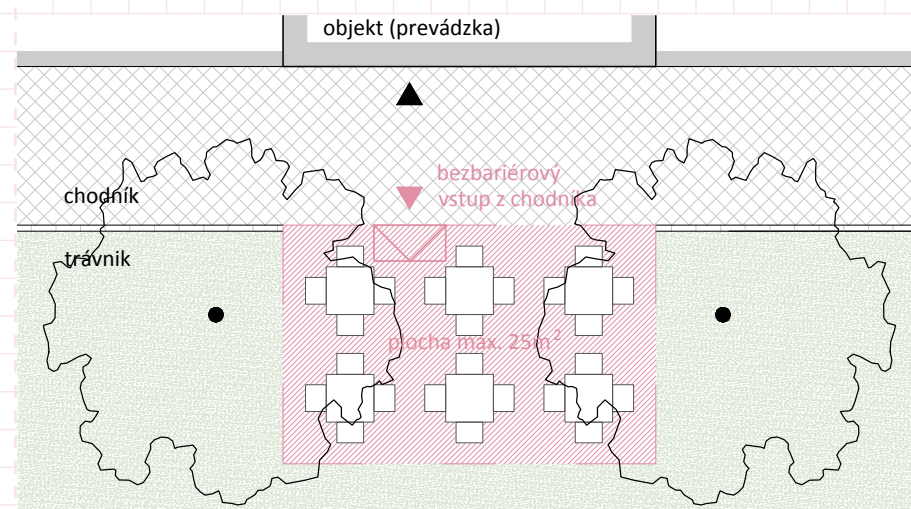 objekt (prevádzka)
bezbariérový
vstup z chodníka
chodník
trávnik
plocha max. 25m²